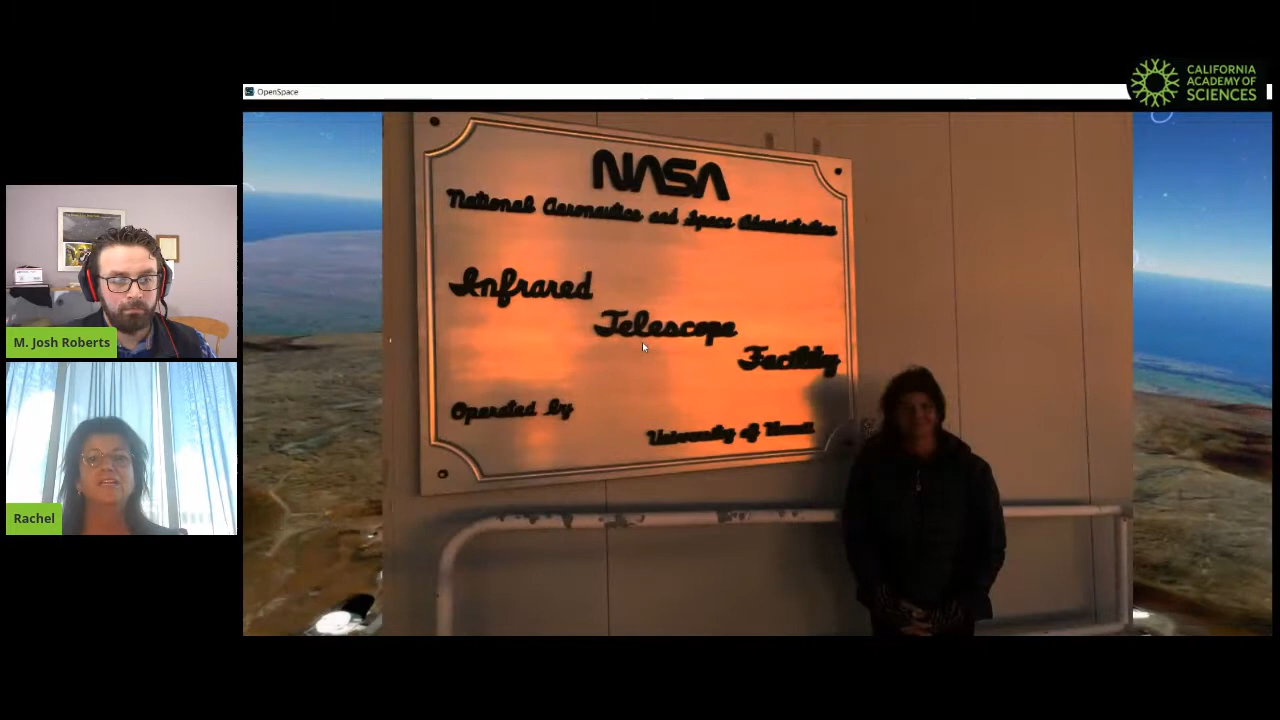 CALIFORNIA
ACADEMY OF
SCIENCES
OpenSpace
NASA
National Aeronautics and Space Administration
Infrared
Telescope
Facility
Operated by
University of Hawaii
M. Josh Roberts
Rachel